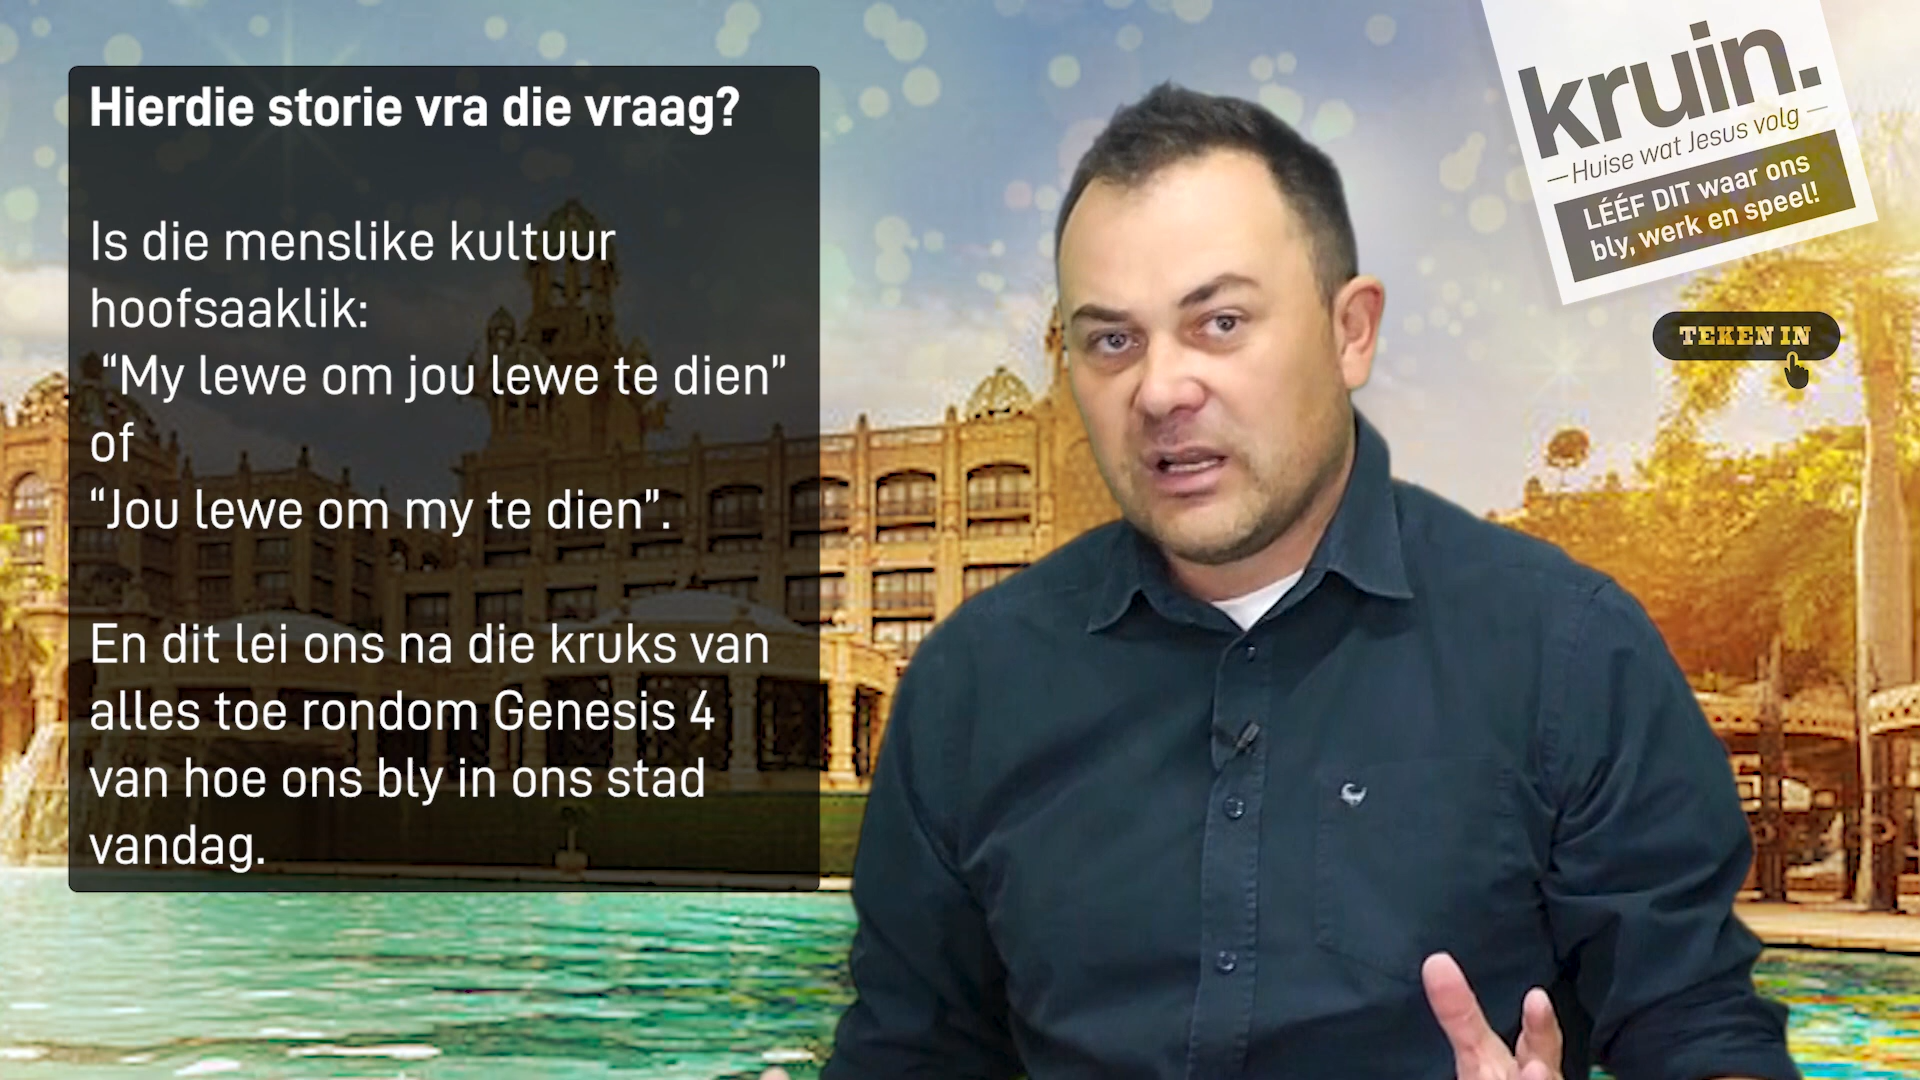 Hierdie storie vra die vraag?
Is die menslike kultuur
hoofsaaklik:
“My lewe om jou lewe te dien”
of
“Jou lewe om my te dien”.
En dit lei ons na die kruks van
alles toe rondom Genesis 4
van hoe ons bly in ons stad
vandag.
kruin.
—Huise wat Jesus volg—
LÉÉF DIT waar ons
bly, werk en speel!
TEKEN IN